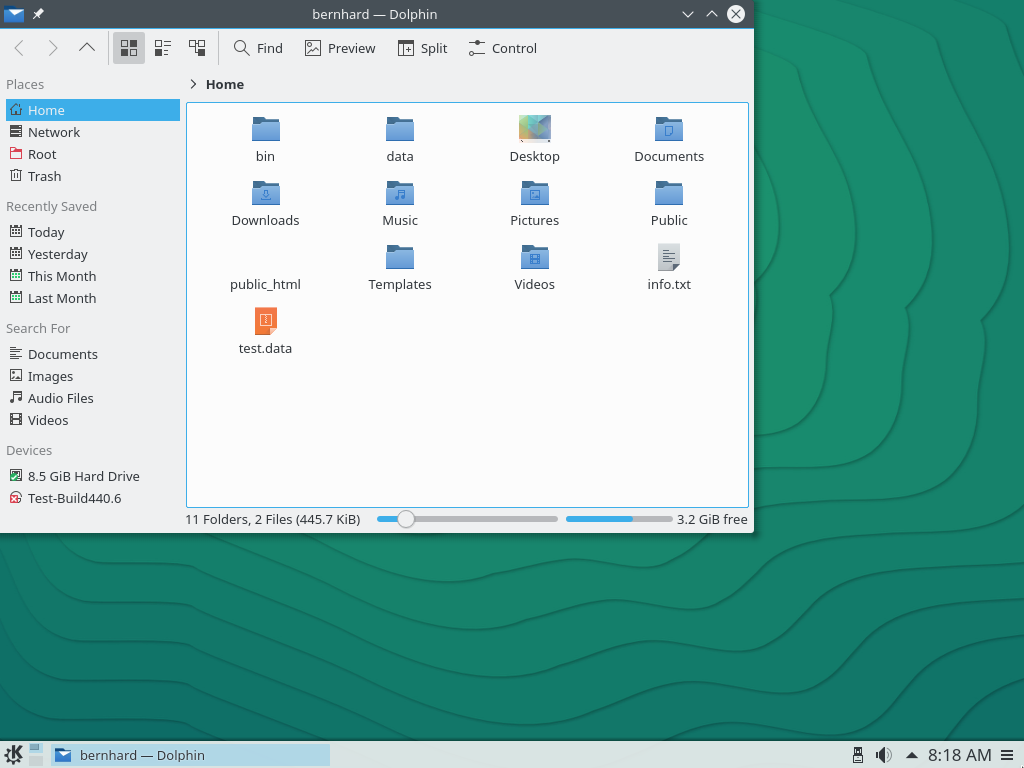 bernhard — Dolphin
Find
Preview
Split
Control
Places
Home
Network
Root
Trash
Recently Saved
Today
Yesterday
This Month
Last Month
Search For
Documents
Images
Audio Files
Videos
Devices
8.5 GiB Hard Drive
Test-Build440.6
Home
bin
data
Desktop
Documents
Downloads
Music
Pictures
Public
public_html
Templates
Videos
info.txt
test.data
11 Folders, 2 Files (445.7 KiB)
3.2 GiB free
bernhard — Dolphin
8:18 AM